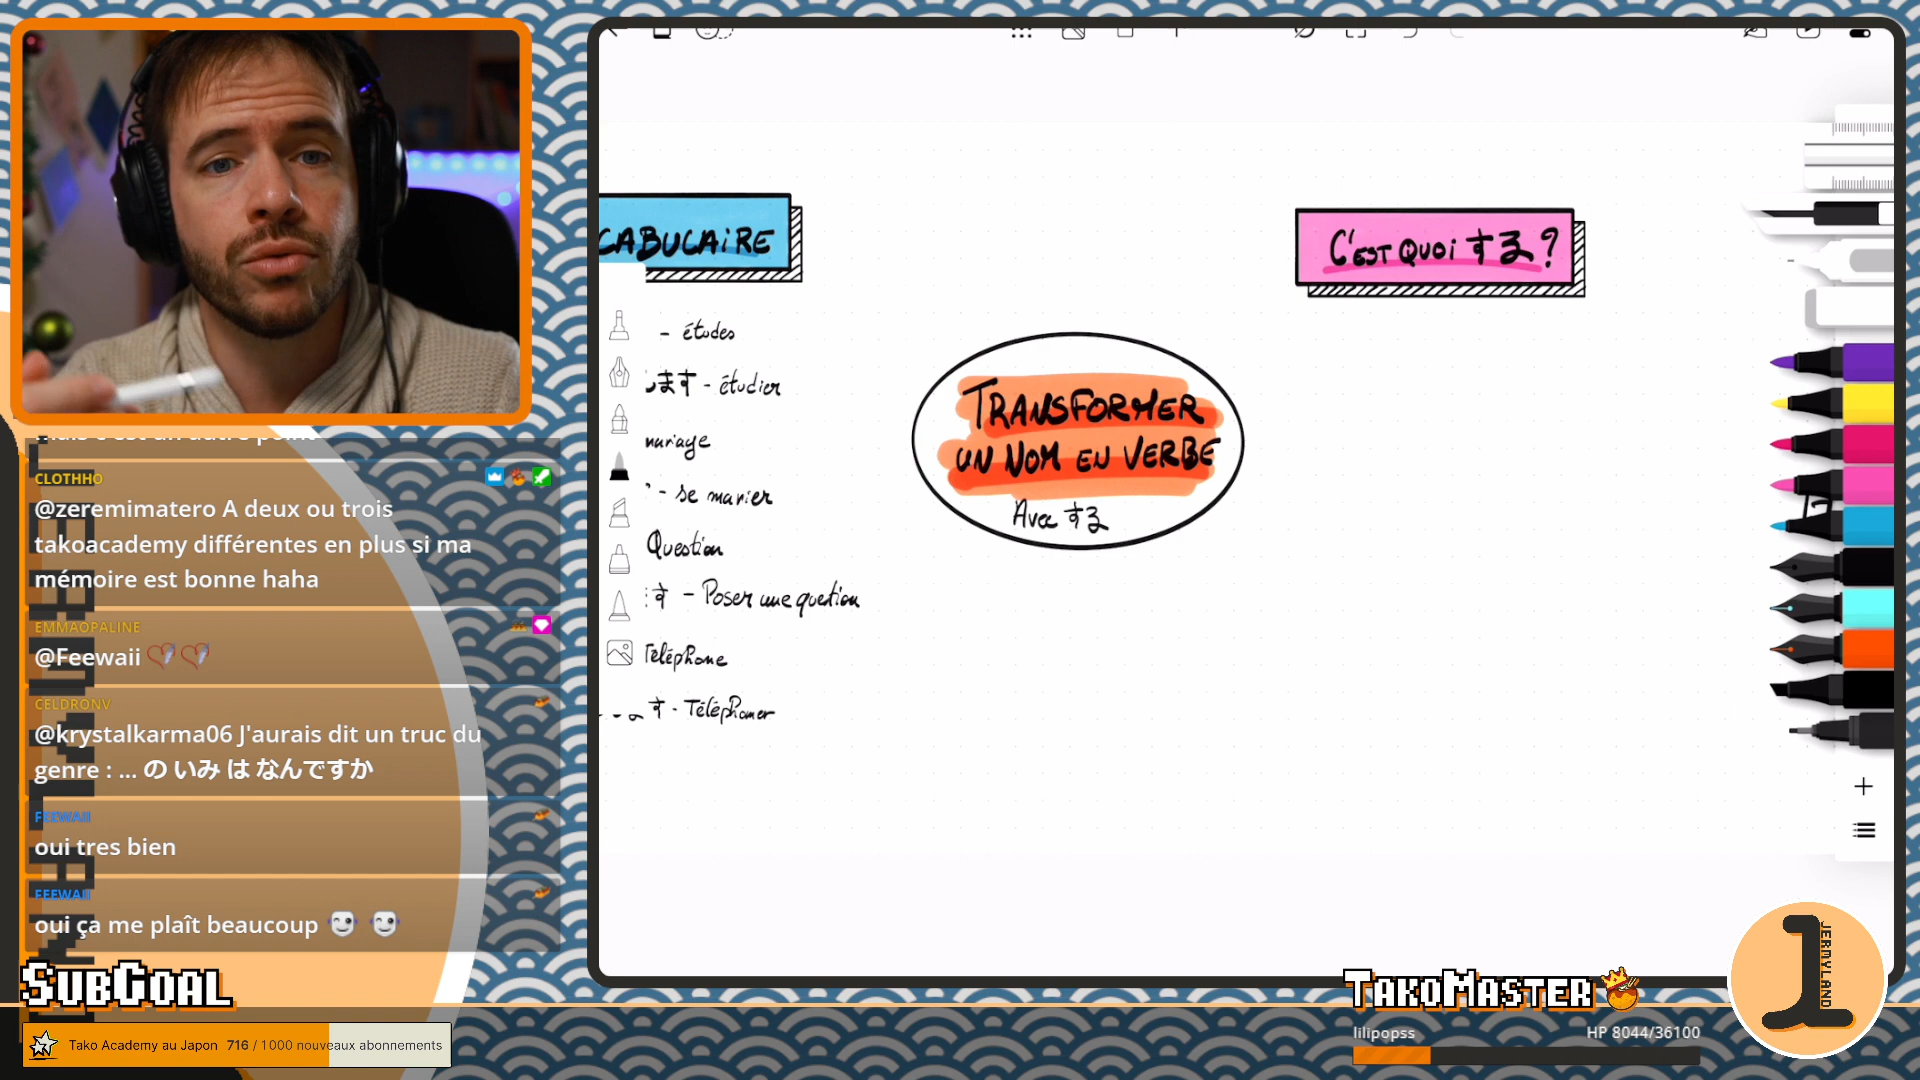 CABULAIRE
- études
ます - étudier
mariage
- se marier
Question
す - Poser une question
Téléphone
す - Téléphoner
TRANSFORMER
UN NOM EN VERBE
Avec する
C'EST QUOI する?
CLOTHHO
@zeremimatero A deux ou trois
takoacademy différentes en plus si ma
mémoire est bonne haha
EMMAOPALINE
@Feewaii
CELDRONV
@krystalkarma06 J'aurais dit un truc du
genre : ... の いみ は なんですか
FEEWAII
oui tres bien
FEEWAII
oui ça me plaît beaucoup
SUBGOAL
Tako Academy au Japon 716 / 1000 nouveaux abonnements
TAKOMASTER
lilipopss HP 8044/36100
JERMYLAND